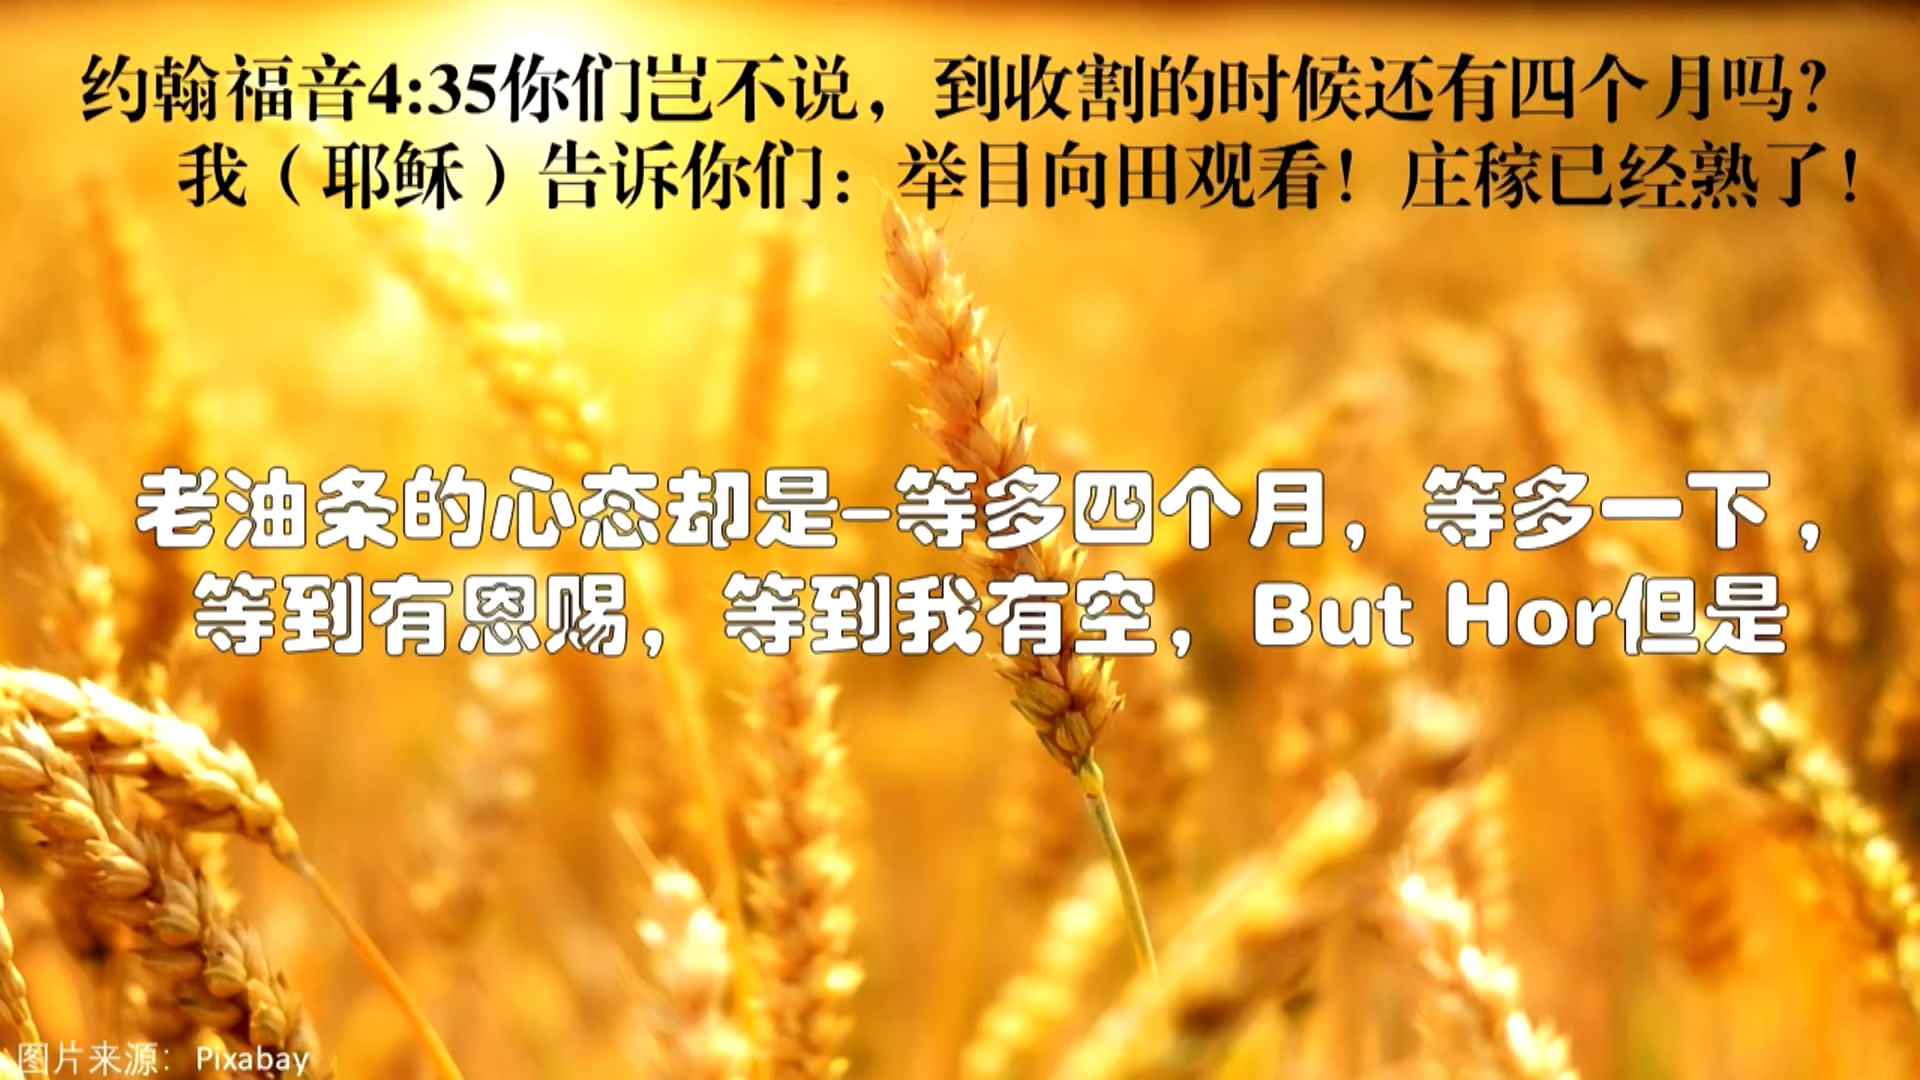 约翰福音4:35你们岂不说，到收割的时候还有四个月吗？
我（耶稣）告诉你们：举目向田观看！庄稼已经熟了！
老油条的心态却是-等多四个月，等多一下，
等到有恩赐，等到我有空，But Hor但是
图片来源：Pixabay